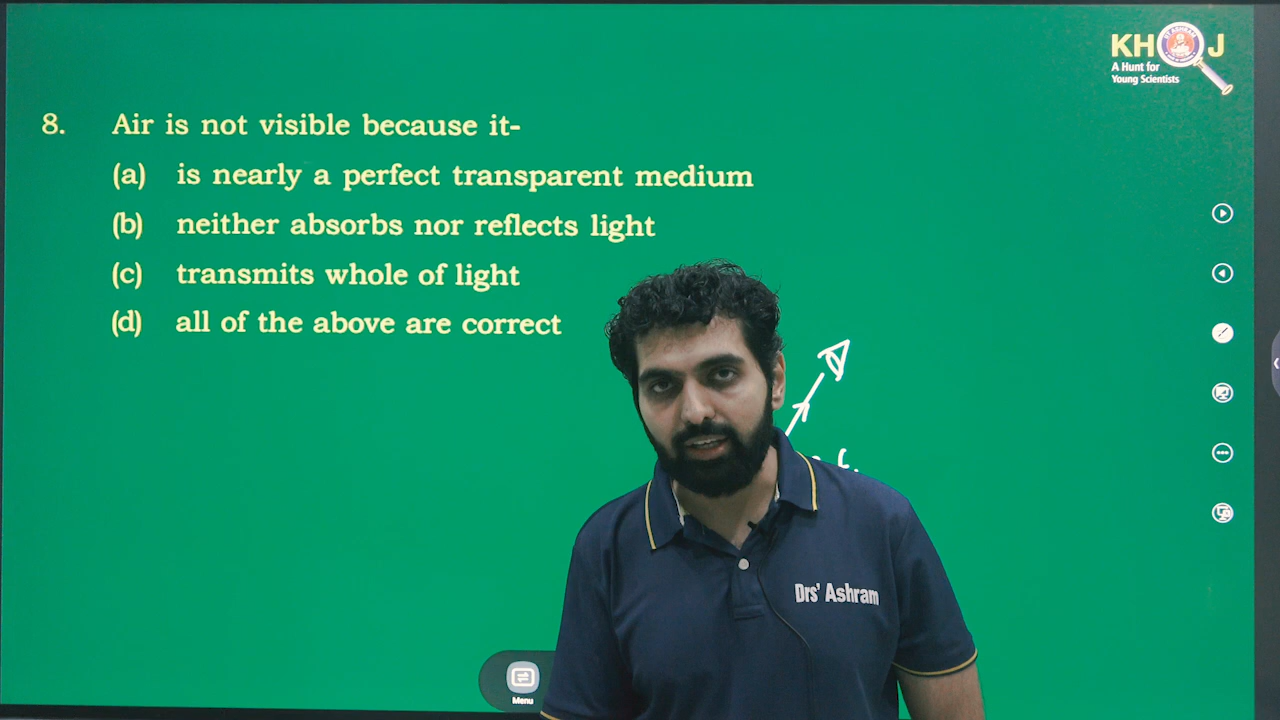 KHOJ
A Hunt for
Young Scientists
8. Air is not visible because it-
(a) is nearly a perfect transparent medium
(b) neither absorbs nor reflects light
(c) transmits whole of light
(d) all of the above are correct
Drs' Ashram
Menu